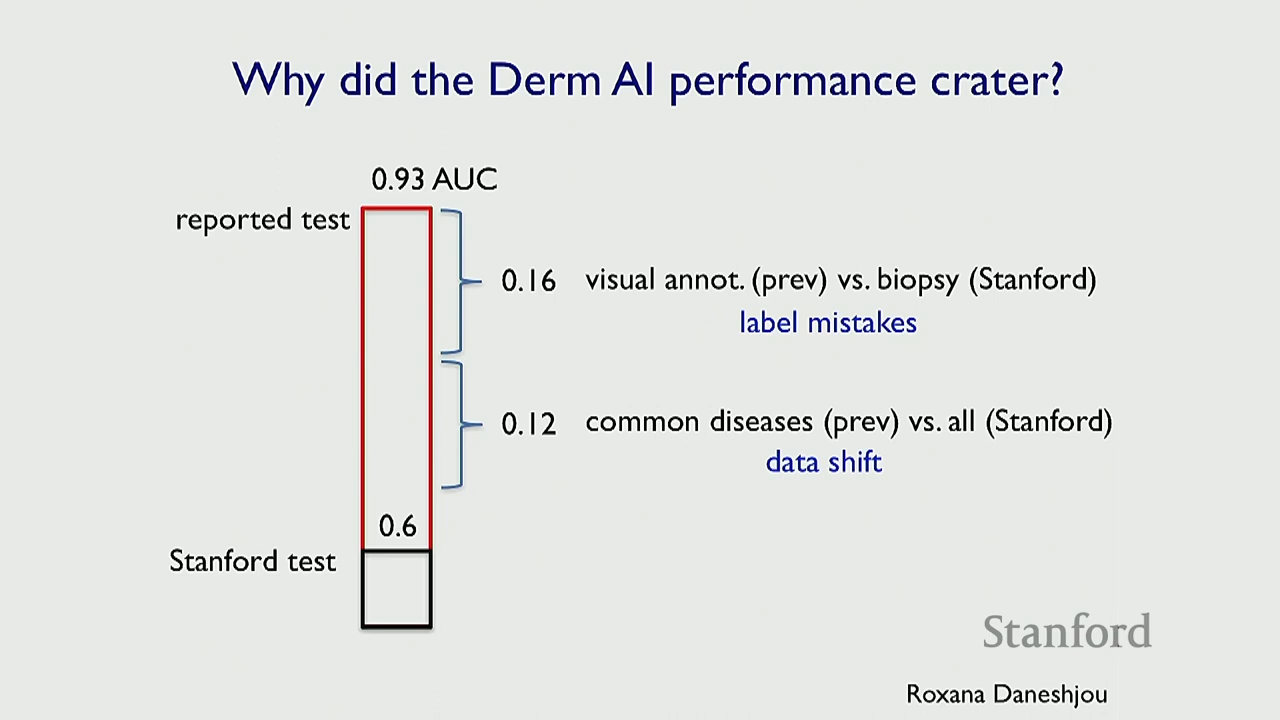 Why did the Derm AI performance crater?
0.93 AUC
reported test
0.16 visual annot. (prev) vs. biopsy (Stanford)
label mistakes
0.12 common diseases (prev) vs. all (Stanford)
data shift
0.6
Stanford test
Stanford
Roxana Daneshjou